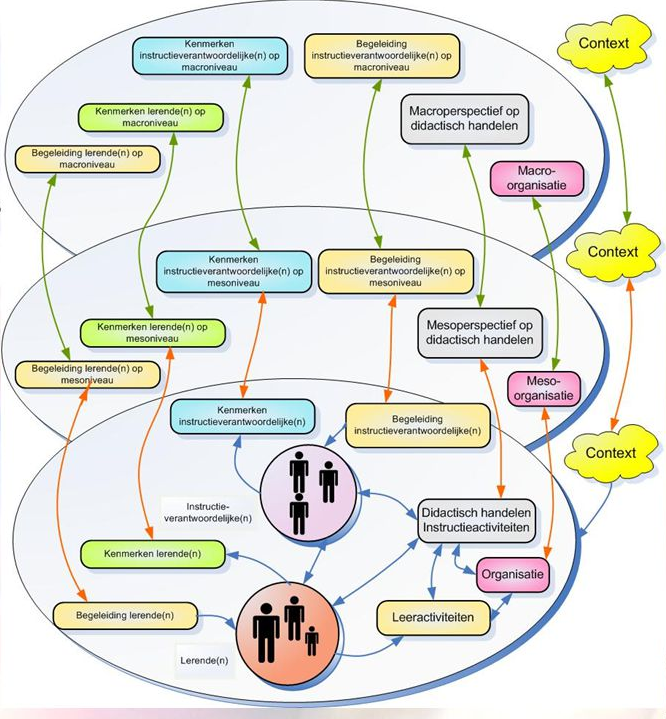 Kenmerken
instructieverantwoordelijke(n) op
macroniveau
Begeleiding
instructieverantwoordelijke(n) op
macroniveau
Context
Kenmerken lerende(n) op
macroniveau
Macroperspectief op
didactisch handelen
Begeleiding lerende(n) op
macroniveau
Macro-
organisatie
Context
Kenmerken
instructieverantwoordelijke(n) op
mesoniveau
Begeleiding
instructieverantwoordelijke(n) op
mesoniveau
Kenmerken lerende(n) op
mesoniveau
Mesoperspectief op
didactisch handelen
Begeleiding lerende(n) op
mesoniveau
Meso-
organisatie
Kenmerken
instructieverantwoordelijke(n)
Begeleiding
instructieverantwoordelijke(n)
Context
Instructie-
verantwoordelijke(n)
Didactisch handelen
Instructieactiviteiten
Kenmerken lerende(n)
Organisatie
Begeleiding lerende(n)
Leeractiviteiten
Lerende(n)